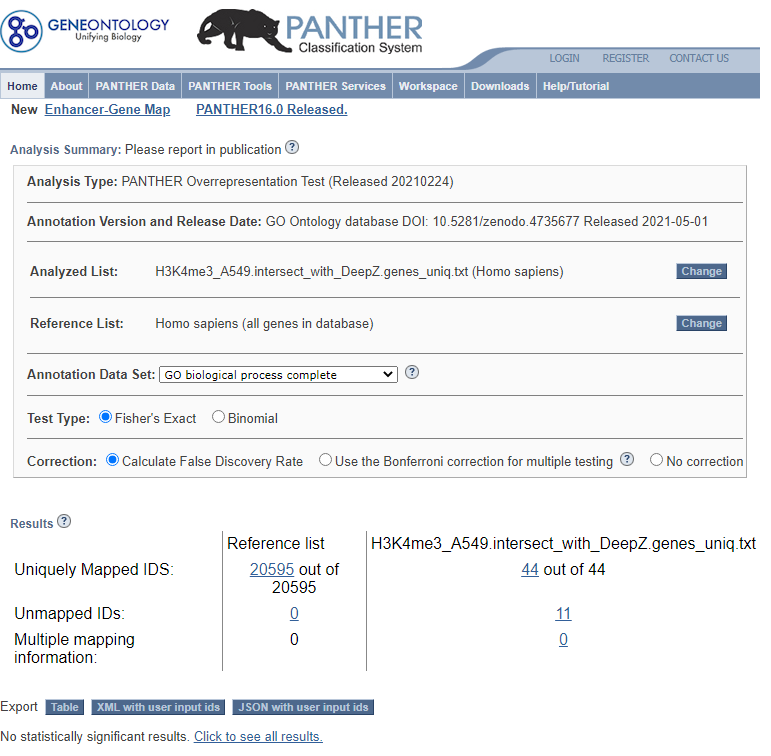 GENEONTOLOGY
Unifying Biology
PANTHER
Classification System
LOGIN REGISTER CONTACT US
Home About PANTHER Data PANTHER Tools PANTHER Services Workspace Downloads Help/Tutorial
New Enhancer-Gene Map PANTHER16.0 Released.
Analysis Summary: Please report in publication ?
Analysis Type: PANTHER Overrepresentation Test (Released 20210224)
Annotation Version and Release Date: GO Ontology database DOI: 10.5281/zenodo.4735677 Released 2021-05-01
Analyzed List: H3K4me3_A549.intersect_with_DeepZ.genes_uniq.txt (Homo sapiens) Change
Reference List: Homo sapiens (all genes in database) Change
Annotation Data Set: GO biological process complete ?
Test Type: Fisher's Exact Binomial
Correction: Calculate False Discovery Rate Use the Bonferroni correction for multiple testing ? No correction
Results ?
Reference list H3K4me3_A549.intersect_with_DeepZ.genes_uniq.txt
Uniquely Mapped IDS: 20595 out of 44 out of 44
20595
Unmapped IDs: 0 11
Multiple mapping 0 0
information:
Export Table XML with user input ids JSON with user input ids
No statistically significant results. Click to see all results.